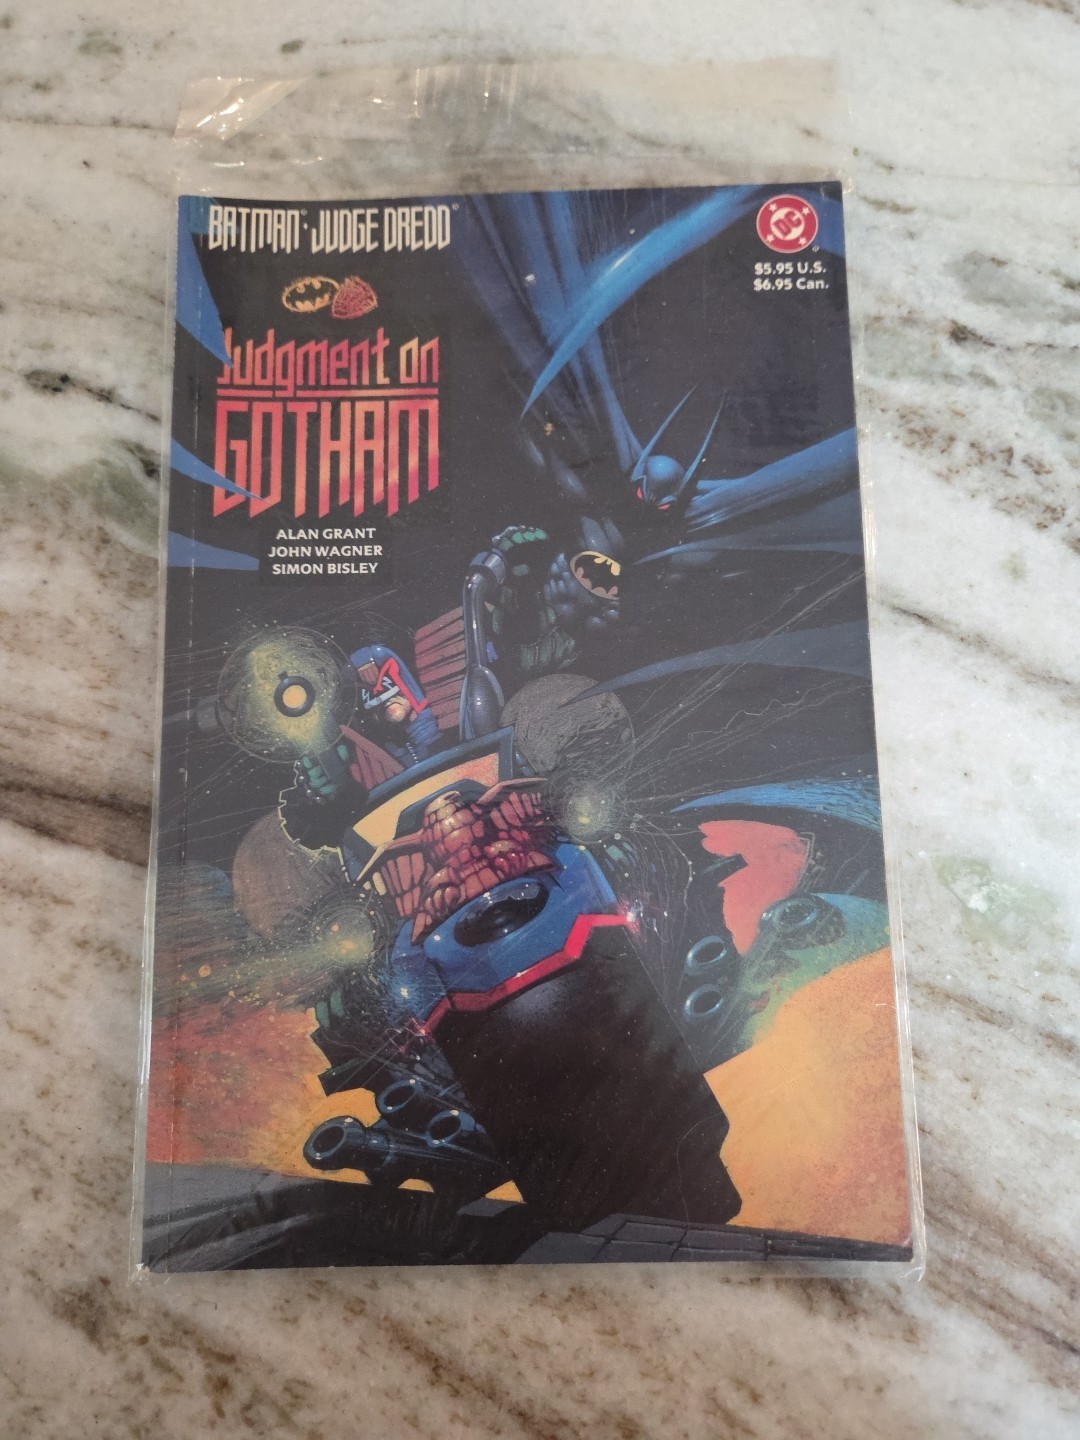 BATMAN® · JUDGE DREDD®
DC
$5.95 U.S.
$6.95 Can.
Judgment on
GOTHAM
ALAN GRANT
JOHN WAGNER
SIMON BISLEY